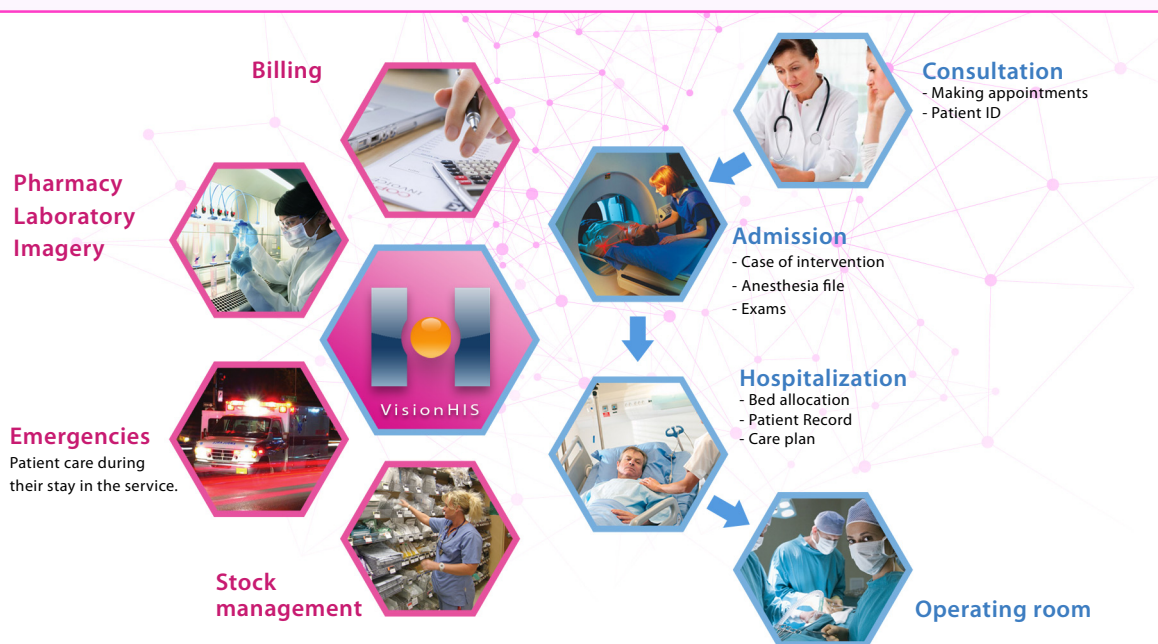 Billing
Consultation
- Making appointments
- Patient ID
Pharmacy
Laboratory
Imagery
Admission
- Case of intervention
- Anesthesia file
- Exams
VisionHIS
Hospitalization
- Bed allocation
- Patient Record
- Care plan
Emergencies
Patient care during
their stay in the service.
Stock
management
Operating room
INVOICE